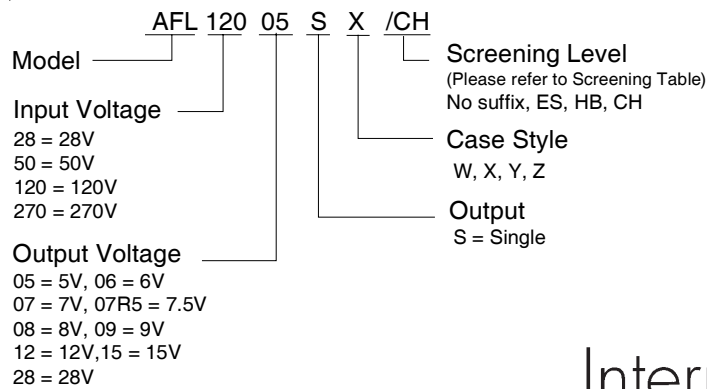 AFL 120 05 S X /CH
Model
Input Voltage
28 = 28V
50 = 50V
120 = 120V
270 = 270V
Output Voltage
05 = 5V, 06 = 6V
07 = 7V, 07R5 = 7.5V
08 = 8V, 09 = 9V
12 = 12V,15 = 15V
28 = 28V
Screening Level
(Please refer to Screening Table)
No suffix, ES, HB, CH
Case Style
W, X, Y, Z
Output
S = Single
Inter